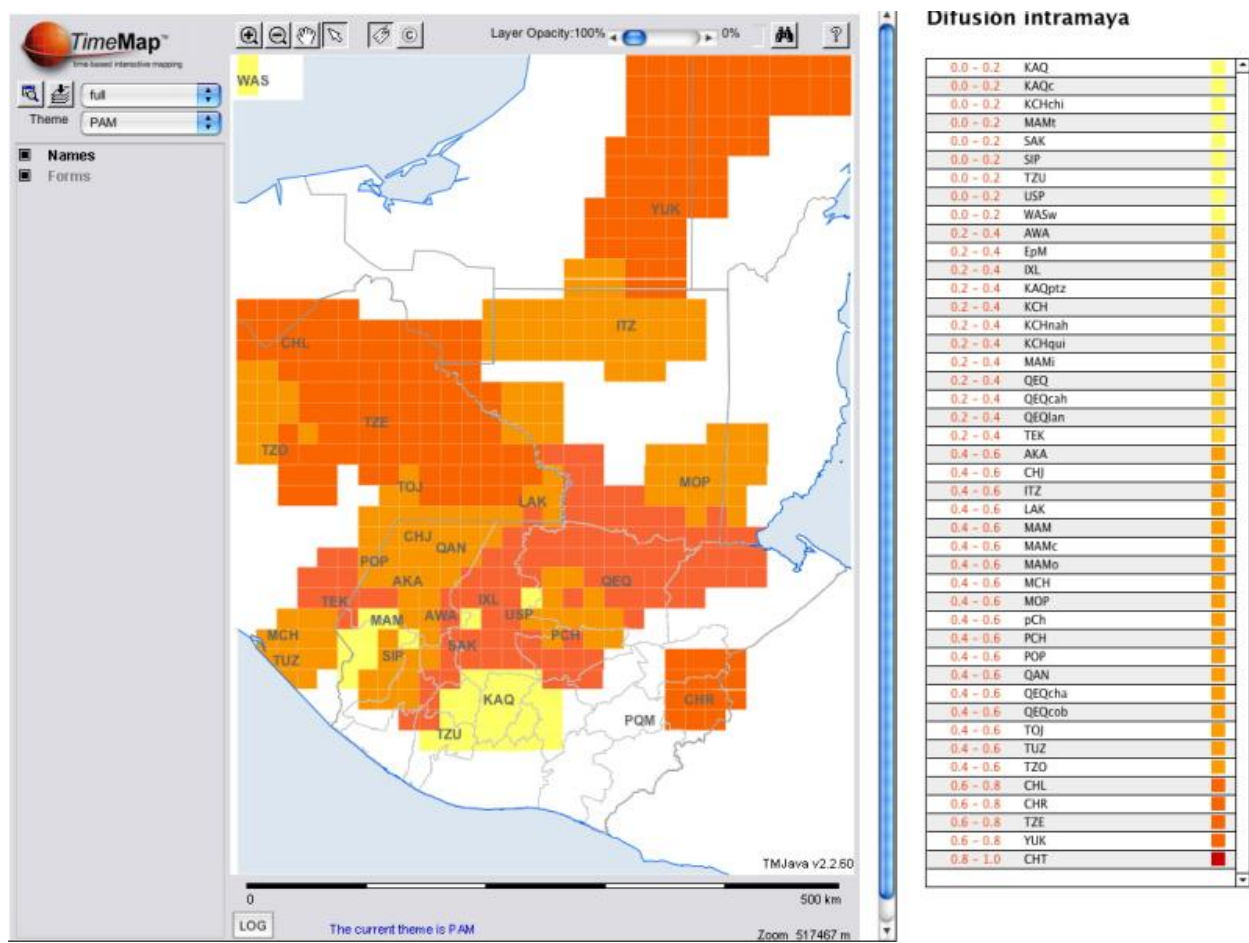 TimeMap™
time-based interactive mapping
full
Theme PAM
Names
Forms
Layer Opacity:100% 0%
C
?
WAS
YUK
ITZ
CHL
TZE
TZO
MOP
TOJ
LAK
CHJ
QAN
POP
AKA
QEQ
TEK
IXL
USP
MAM
AWA
MCH
PCH
SAK
TUZ
SIP
KAQ
CHR
PQM
TZU
TMJava v2.2.60
0 500 km
LOG The current theme is PAM Zoom 517467 m
Difusión intramaya
0.0 - 0.2 KAQ
0.0 - 0.2 KAQc
0.0 - 0.2 KCHchi
0.0 - 0.2 MAMt
0.0 - 0.2 SAK
0.0 - 0.2 SIP
0.0 - 0.2 TZU
0.0 - 0.2 USP
0.0 - 0.2 WASw
0.2 - 0.4 AWA
0.2 - 0.4 EpM
0.2 - 0.4 IXL
0.2 - 0.4 KAQptz
0.2 - 0.4 KCH
0.2 - 0.4 KCHnah
0.2 - 0.4 KCHqui
0.2 - 0.4 MAMi
0.2 - 0.4 QEQ
0.2 - 0.4 QEQcah
0.2 - 0.4 QEQlan
0.2 - 0.4 TEK
0.4 - 0.6 AKA
0.4 - 0.6 CHJ
0.4 - 0.6 ITZ
0.4 - 0.6 LAK
0.4 - 0.6 MAM
0.4 - 0.6 MAMc
0.4 - 0.6 MAMo
0.4 - 0.6 MCH
0.4 - 0.6 MOP
0.4 - 0.6 pCh
0.4 - 0.6 PCH
0.4 - 0.6 POP
0.4 - 0.6 QAN
0.4 - 0.6 QEQcha
0.4 - 0.6 QEQcob
0.4 - 0.6 TOJ
0.4 - 0.6 TUZ
0.4 - 0.6 TZO
0.6 - 0.8 CHL
0.6 - 0.8 CHR
0.6 - 0.8 TZE
0.6 - 0.8 YUK
0.8 - 1.0 CHT